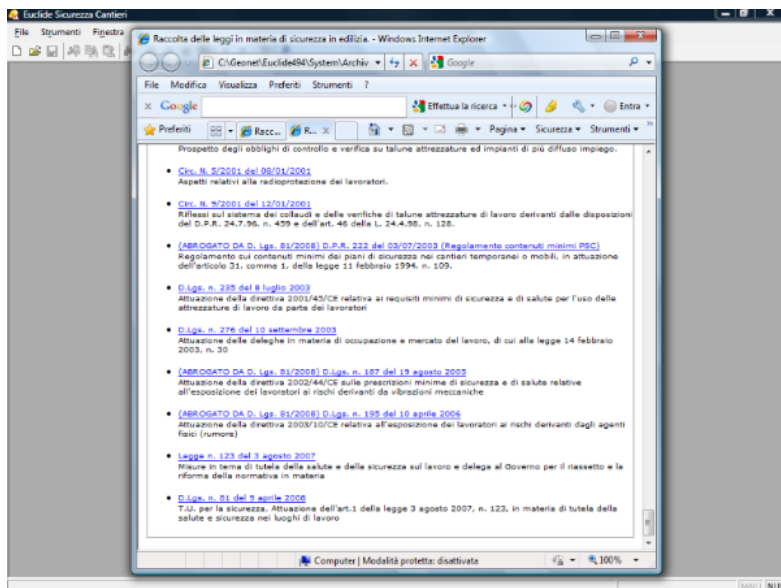 Euclide Sicurezza Cantieri
File Strumenti Finestra
Raccolta delle leggi in materia di sicurezza in edilizia. - Windows Internet Explorer
C:\Geonet\Euclide494\System\Archiv
Google
File Modifica Visualizza Preferiti Strumenti ?
x Google Effettua la ricerca Entra
Preferiti Racc... R... Pagina Sicurezza Strumenti
Prospetto degli obblighi di controllo e verifica su talune attrezzature ed impianti di più diffuso impiego.
Circ. N. 5/2001 del 08/01/2001
Aspetti relativi alla radioprotezione dei lavoratori.
Circ. N. 9/2001 del 12/01/2001
Riflessi sul sistema dei collaudi e delle verifiche di talune attrezzature di lavoro derivanti dalle disposizioni
del D.P.R. 24.7.96, n. 459 e dell'art. 46 della L. 24.4.98, n. 128.
(ABROGATO DA D. Lgs. 81/2008) D.P.R. 222 del 03/07/2003 (Regolamento contenuti minimi PSC)
Regolamento sui contenuti minimi dei piani di sicurezza nei cantieri temporanei o mobili, in attuazione
dell'articolo 31, comma 1, della legge 11 febbraio 1994, n. 109.
D.Lgs. n. 235 del 8 luglio 2003
Attuazione della direttiva 2001/45/CE relativa ai requisiti minimi di sicurezza e di salute per l'uso delle
attrezzature di lavoro da parte dei lavoratori
D.Lgs. n. 276 del 10 settembre 2003
Attuazione delle deleghe in materia di occupazione e mercato del lavoro, di cui alla legge 14 febbraio
2003, n. 30
(ABROGATO DA D. Lgs. 81/2008) D.Lgs. n. 187 del 19 agosto 2005
Attuazione della direttiva 2002/44/CE sulle prescrizioni minime di sicurezza e di salute relative
all'esposizione dei lavoratori ai rischi derivanti da vibrazioni meccaniche
(ABROGATO DA D. Lgs. 81/2008) D.Lgs. n. 195 del 10 aprile 2006
Attuazione della direttiva 2003/10/CE relativa all'esposizione dei lavoratori ai rischi derivanti dagli agenti
fisici (rumore)
Legge n. 123 del 3 agosto 2007
Misure in tema di tutela della salute e della sicurezza sul lavoro e delega al Governo per il riassetto e la
riforma della normativa in materia
D.Lgs. n. 81 del 9 aprile 2008
T.U. per la sicurezza. Attuazione dell'art.1 della legge 3 agosto 2007, n. 123, in materia di tutela della
salute e sicurezza nei luoghi di lavoro
Computer | Modalità protetta: disattivata 100%